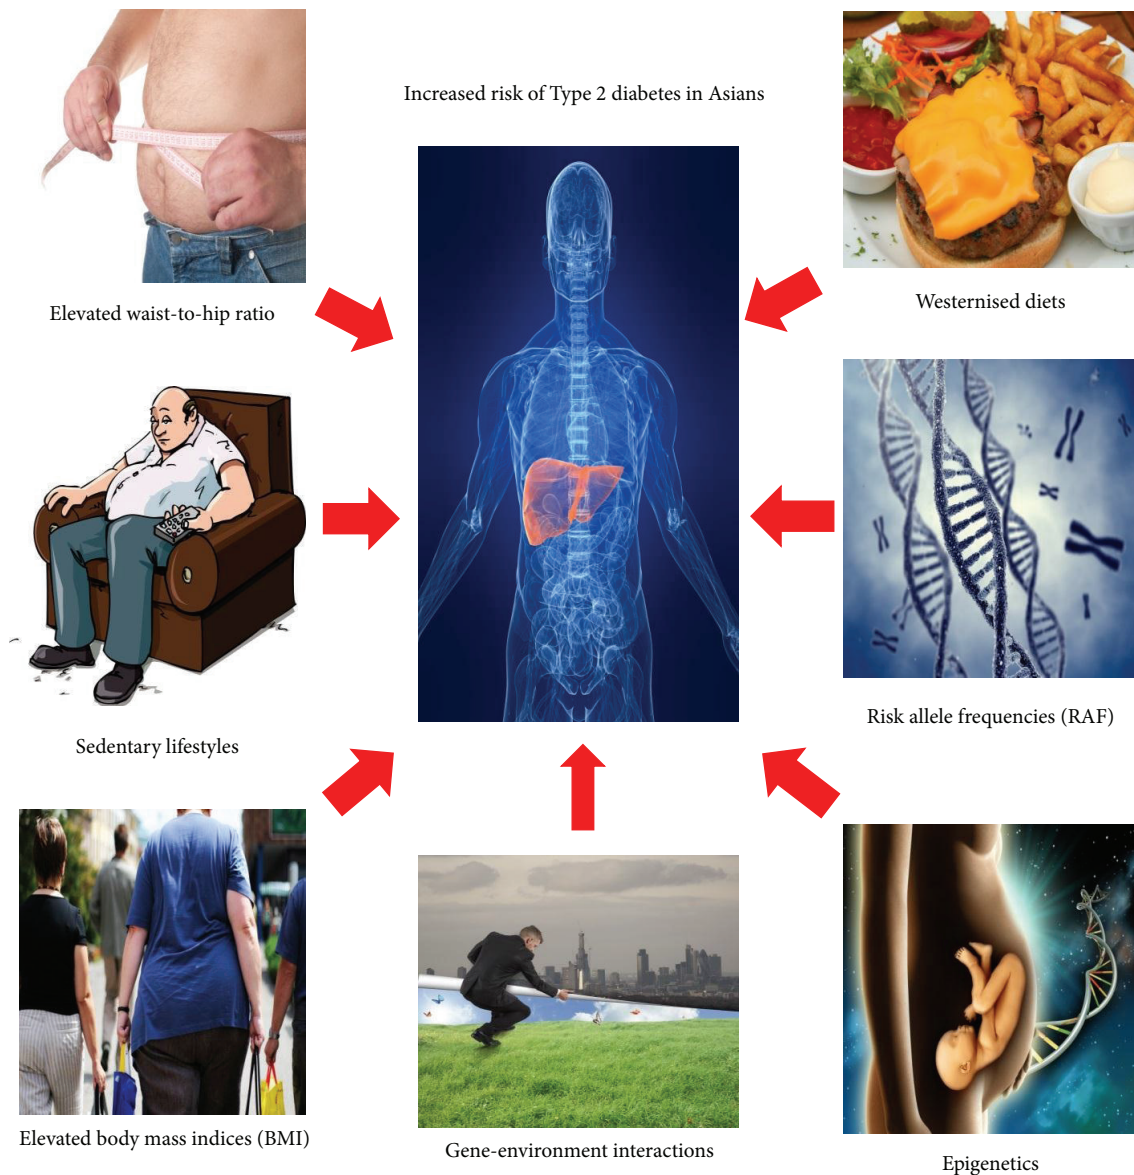 Increased risk of Type 2 diabetes in Asians
Elevated waist-to-hip ratio
Westernised diets
Sedentary lifestyles
Risk allele frequencies (RAF)
Elevated body mass indices (BMI)
Gene-environment interactions
Epigenetics